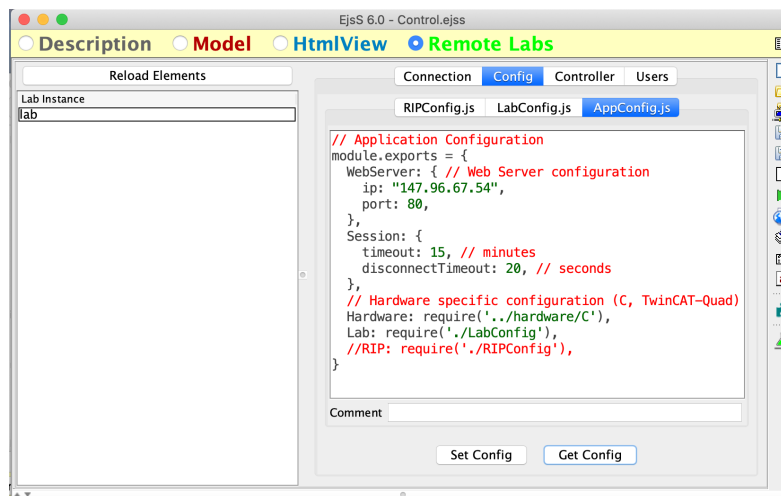 EjsS 6.0 - Control.ejss
Description Model HtmlView Remote Labs
Reload Elements
Lab Instance
lab
Connection Config Controller Users
RIPConfig.js LabConfig.js AppConfig.js
// Application Configuration
module.exports = {
  WebServer: { // Web Server configuration
    ip: "147.96.67.54",
    port: 80,
  },
  Session: {
    timeout: 15, // minutes
    disconnectTimeout: 20, // seconds
  },
  // Hardware specific configuration (C, TwinCAT-Quad)
  Hardware: require('../hardware/C'),
  Lab: require('./LabConfig'),
  //RIP: require('./RIPConfig'),
}
Comment
Set Config Get Config